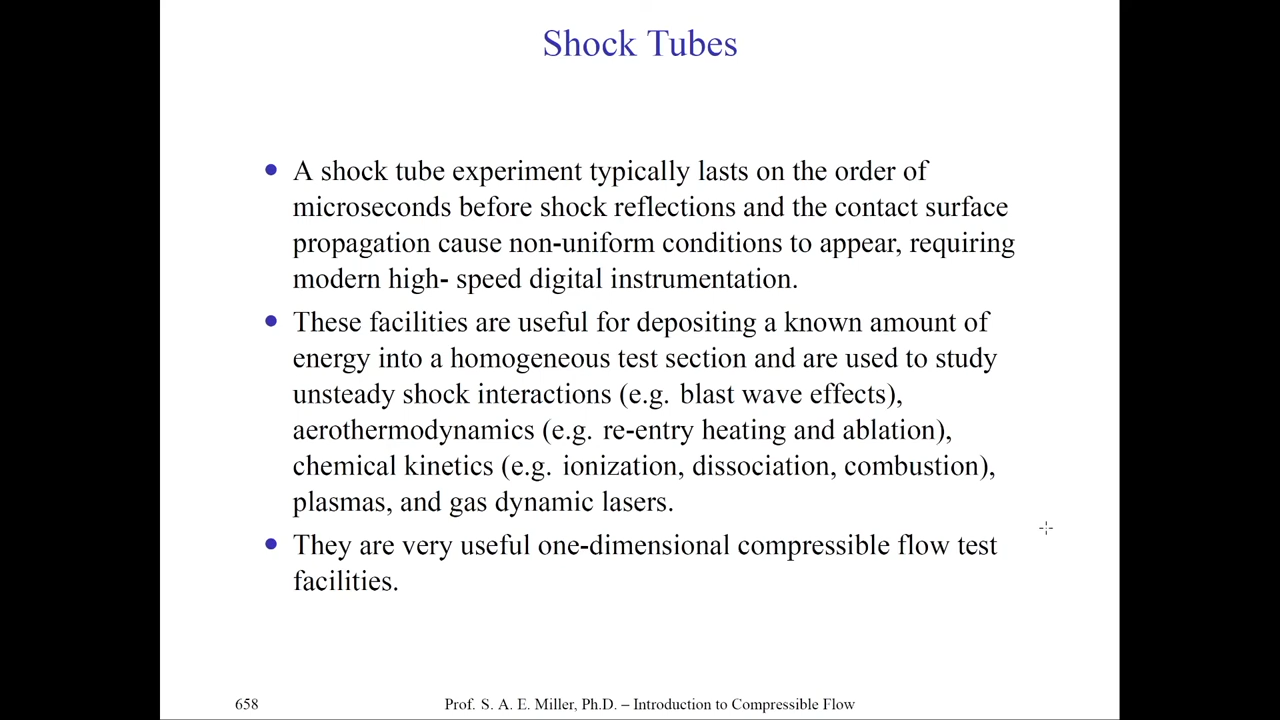 Shock Tubes
• A shock tube experiment typically lasts on the order of
microseconds before shock reflections and the contact surface
propagation cause non-uniform conditions to appear, requiring
modern high- speed digital instrumentation.
• These facilities are useful for depositing a known amount of
energy into a homogeneous test section and are used to study
unsteady shock interactions (e.g. blast wave effects),
aerothermodynamics (e.g. re-entry heating and ablation),
chemical kinetics (e.g. ionization, dissociation, combustion),
plasmas, and gas dynamic lasers.
• They are very useful one-dimensional compressible flow test
facilities.
658 Prof. S. A. E. Miller, Ph.D. – Introduction to Compressible Flow